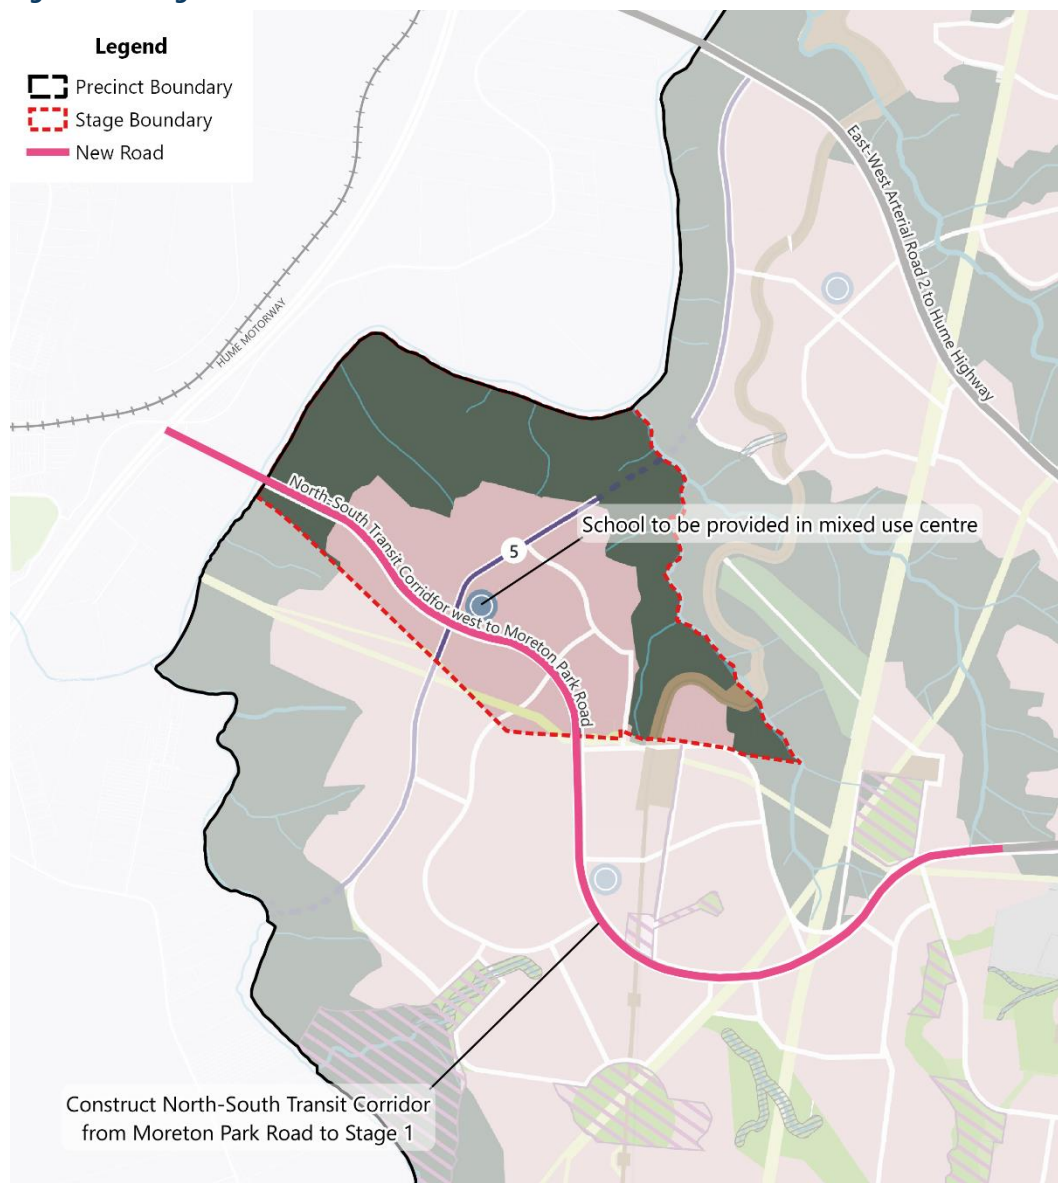 Legend
Precinct Boundary
Stage Boundary
New Road
HUME MOTORWAY
East-West Arterial Road 2 to Hume Highway
North-South Transit Corridfor west to Moreton Park Road
School to be provided in mixed use centre
5
Construct North-South Transit Corridor
from Moreton Park Road to Stage 1